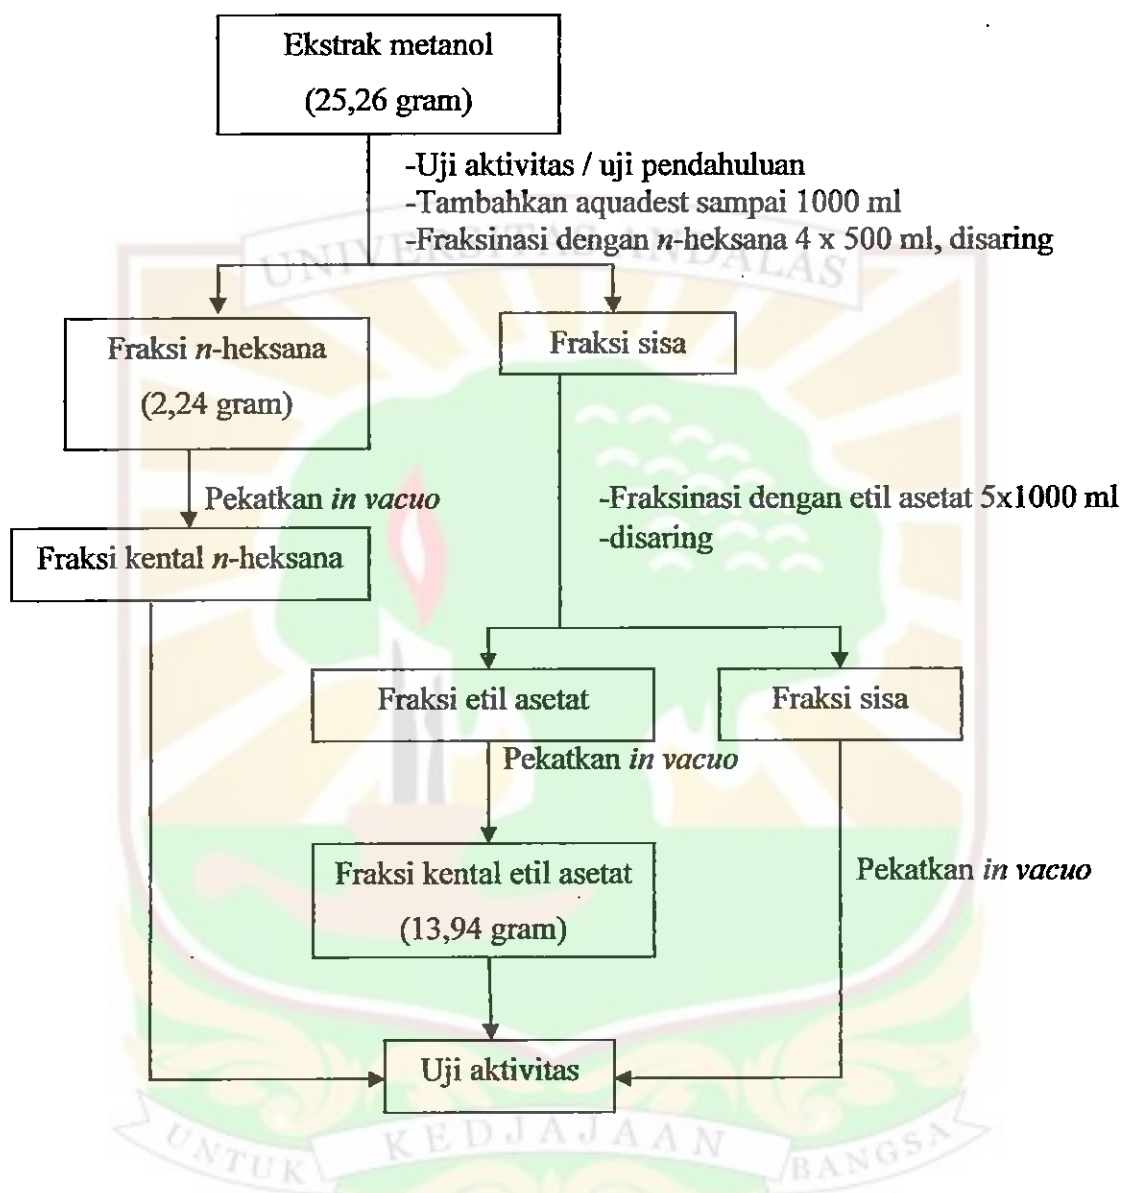 Ekstrak metanol
(25,26 gram)
-Uji aktivitas / uji pendahuluan
-Tambahkan aquadest sampai 1000 ml
-Fraksinasi dengan n-heksana 4 x 500 ml, disaring
UNIVERSITAS ANDALAS
Fraksi n-heksana
(2,24 gram)
Fraksi sisa
Pekatkan in vacuo
-Fraksinasi dengan etil asetat 5x1000 ml
-disaring
Fraksi kental n-heksana
Fraksi etil asetat
Fraksi sisa
Pekatkan in vacuo
Fraksi kental etil asetat
(13,94 gram)
Pekatkan in vacuo
Uji aktivitas
UNTUK KEDJAJAAN BANGSA